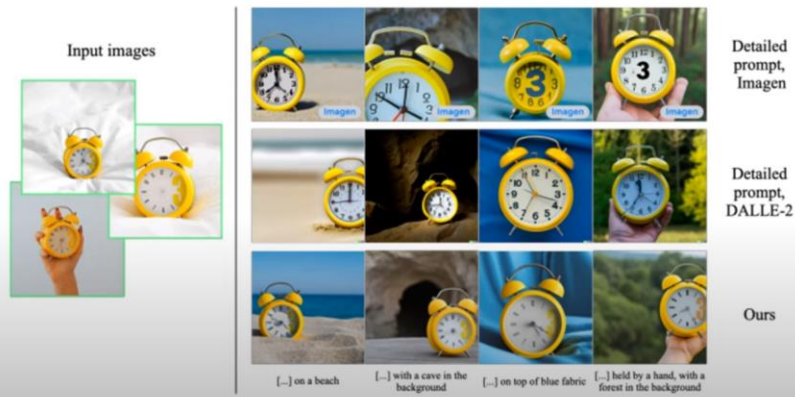 Input images
Imagen
Imagen
Imagen
3
Imagen
3
Detailed
prompt,
Imagen
Detailed
prompt,
DALLE-2
Ours
[...] on a beach
[...] with a cave in the
background
[...] on top of blue fabric
[...] held by a hand, with a
forest in the background